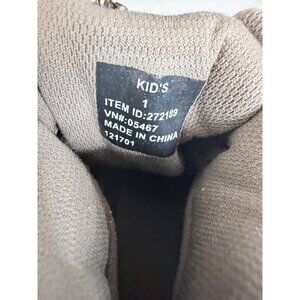 KID'S
1
ITEM ID:272189
VN#:05467
MADE IN CHINA
121701